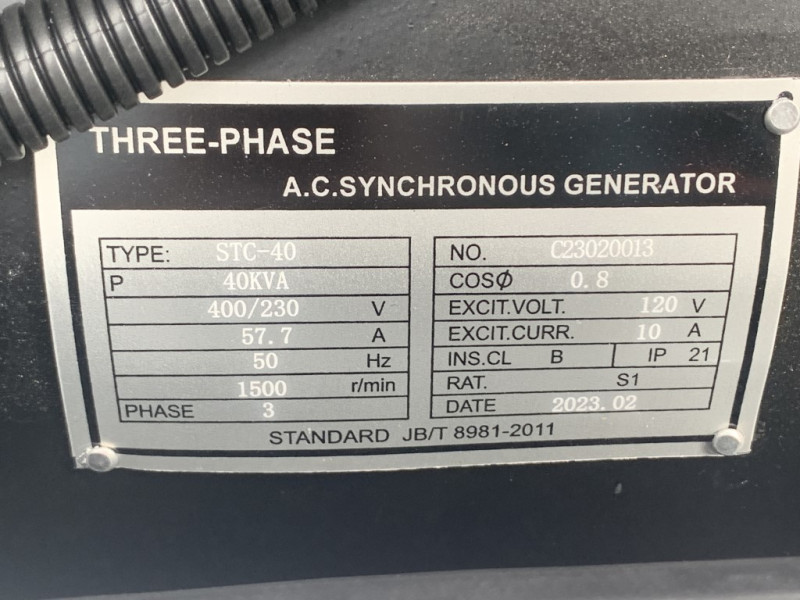 THREE-PHASE
A.C.SYNCHRONOUS GENERATOR
TYPE: STC-40
P 40KVA
400/230 V
57.7 A
50 Hz
1500 r/min
PHASE 3
NO. C23020013
COSϕ 0.8
EXCIT.VOLT. 120 V
EXCIT.CURR. 10 A
INS.CL B IP 21
RAT. S1
DATE 2023.02
STANDARD JB/T 8981-2011